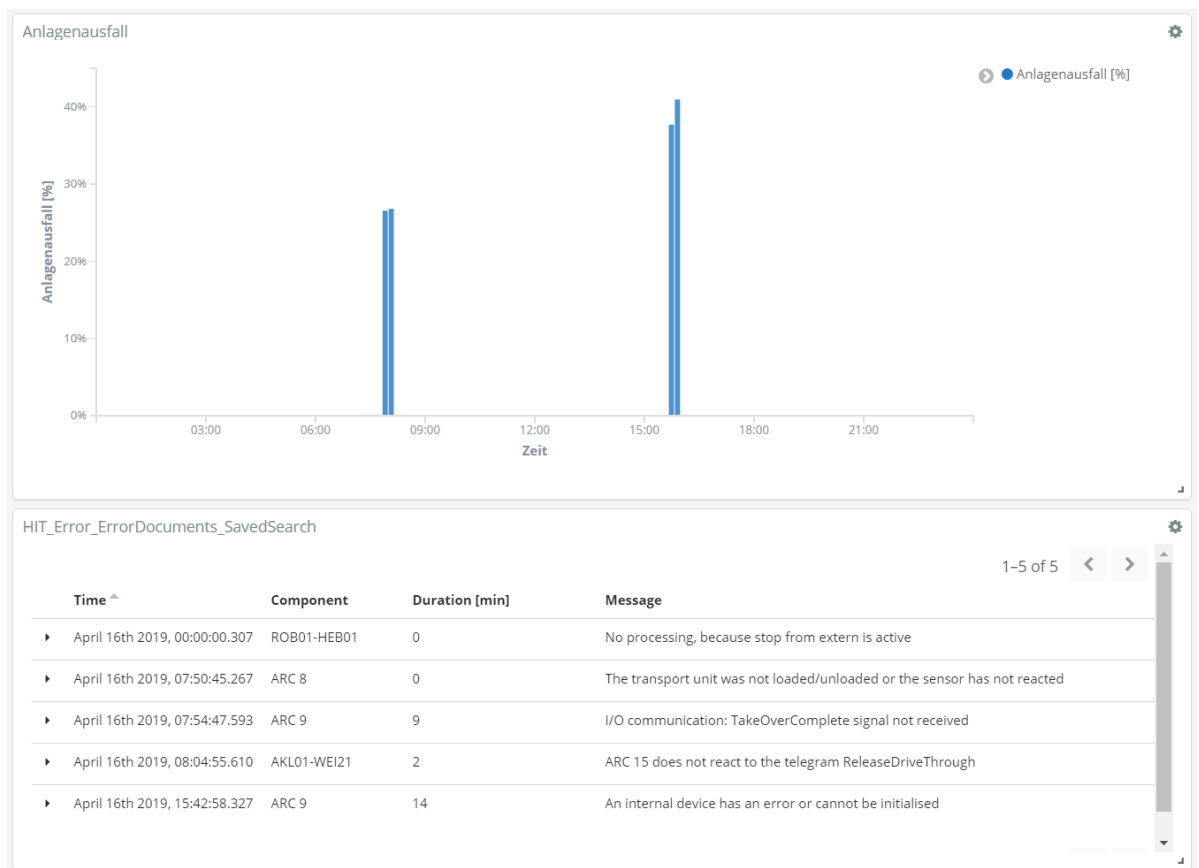 Anlagenausfall
Anlagenausfall [%]
40%
30%
20%
10%
0%
Anlagenausfall [%]
03:00 06:00 09:00 12:00 15:00 18:00 21:00
Zeit
HIT_Error_ErrorDocuments_SavedSearch
1–5 of 5
Time Component Duration [min] Message
April 16th 2019, 00:00:00.307 ROB01-HEB01 0 No processing, because stop from extern is active
April 16th 2019, 07:50:45.267 ARC 8 0 The transport unit was not loaded/unloaded or the sensor has not reacted
April 16th 2019, 07:54:47.593 ARC 9 9 I/O communication: TakeOverComplete signal not received
April 16th 2019, 08:04:55.610 AKL01-WEI21 2 ARC 15 does not react to the telegram ReleaseDriveThrough
April 16th 2019, 15:42:58.327 ARC 9 14 An internal device has an error or cannot be initialised